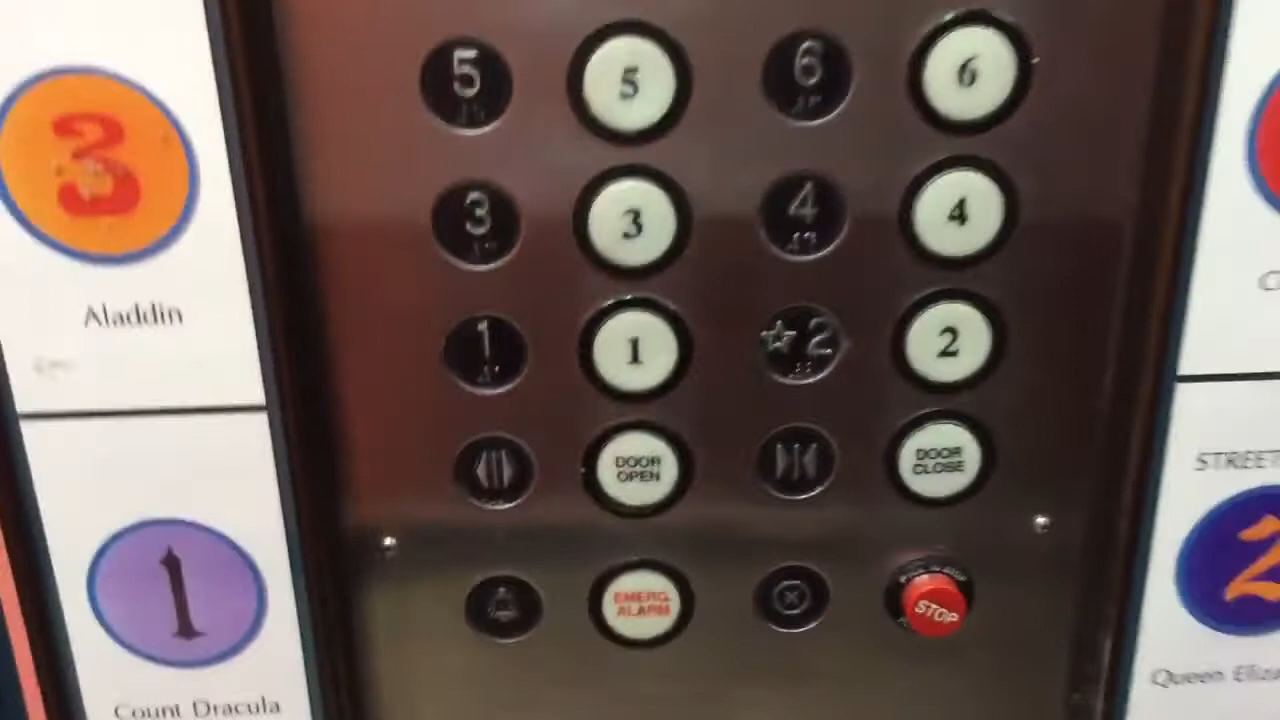 5 5 6 6
3
3 3 4 4
Aladdin
1 1 ☆2 2
DOOR
OPEN
DOOR
CLOSE
STREET
1
2
EMERG.
ALARM
STOP
Count Dracula
Queen